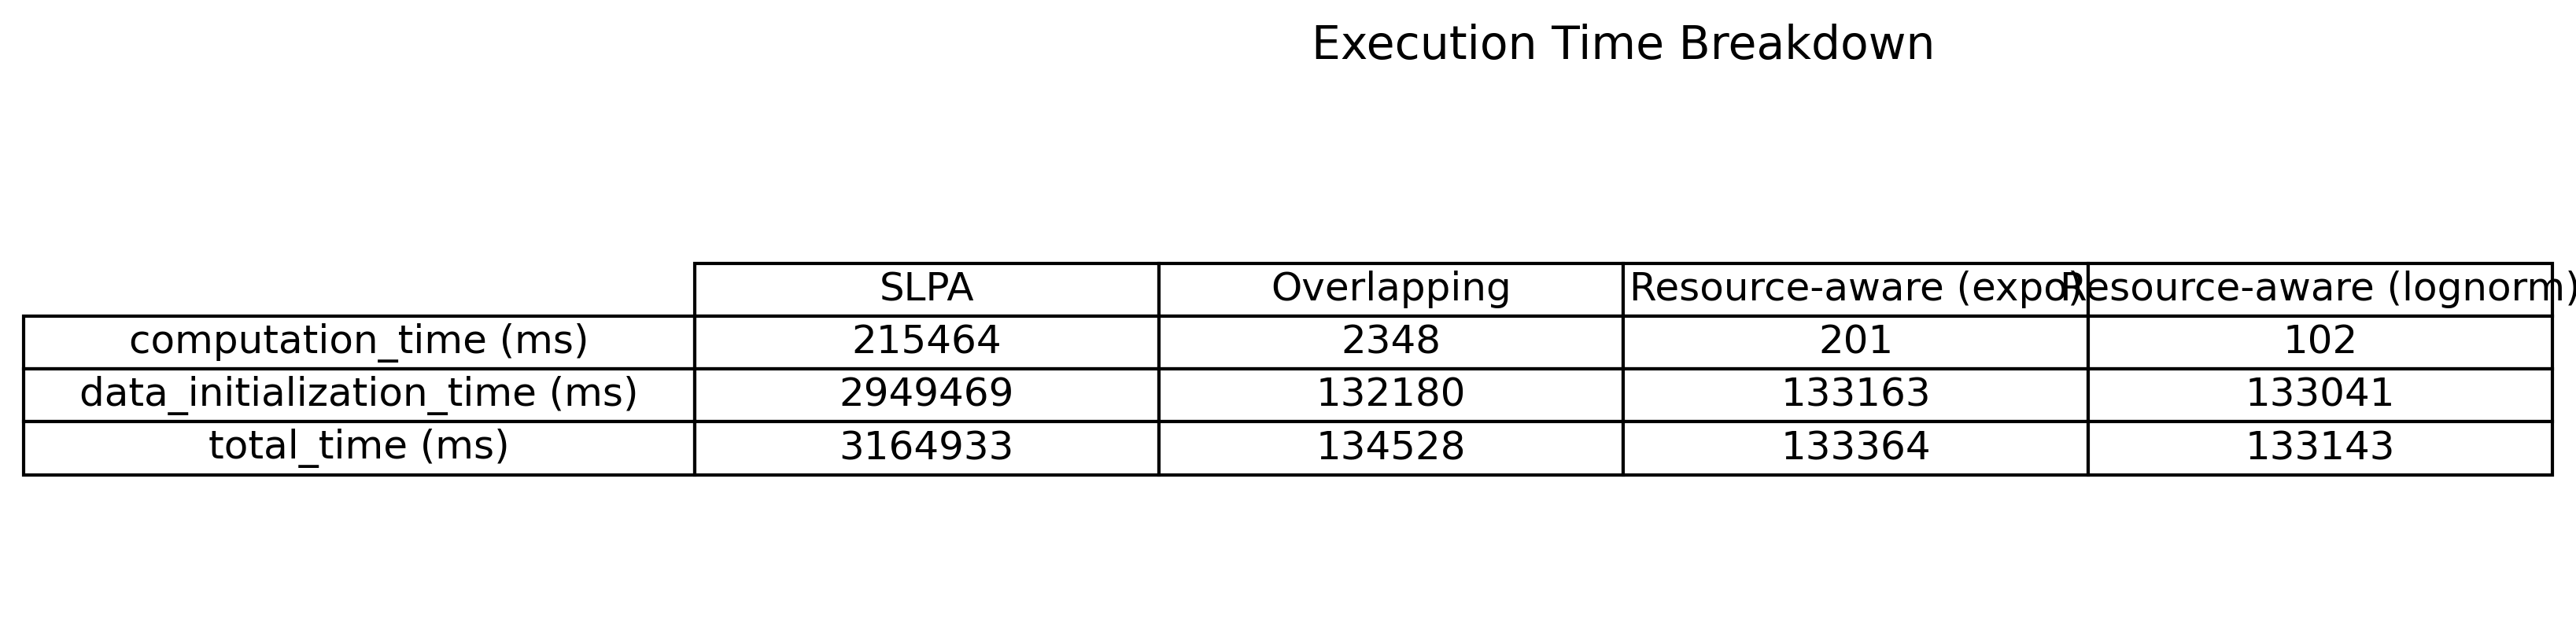 Execution Time Breakdown
SLPA Overlapping Resource-aware (expo) Resource-aware (lognorm)
computation_time (ms) 215464 2348 201 102
data_initialization_time (ms) 2949469 132180 133163 133041
total_time (ms) 3164933 134528 133364 133143